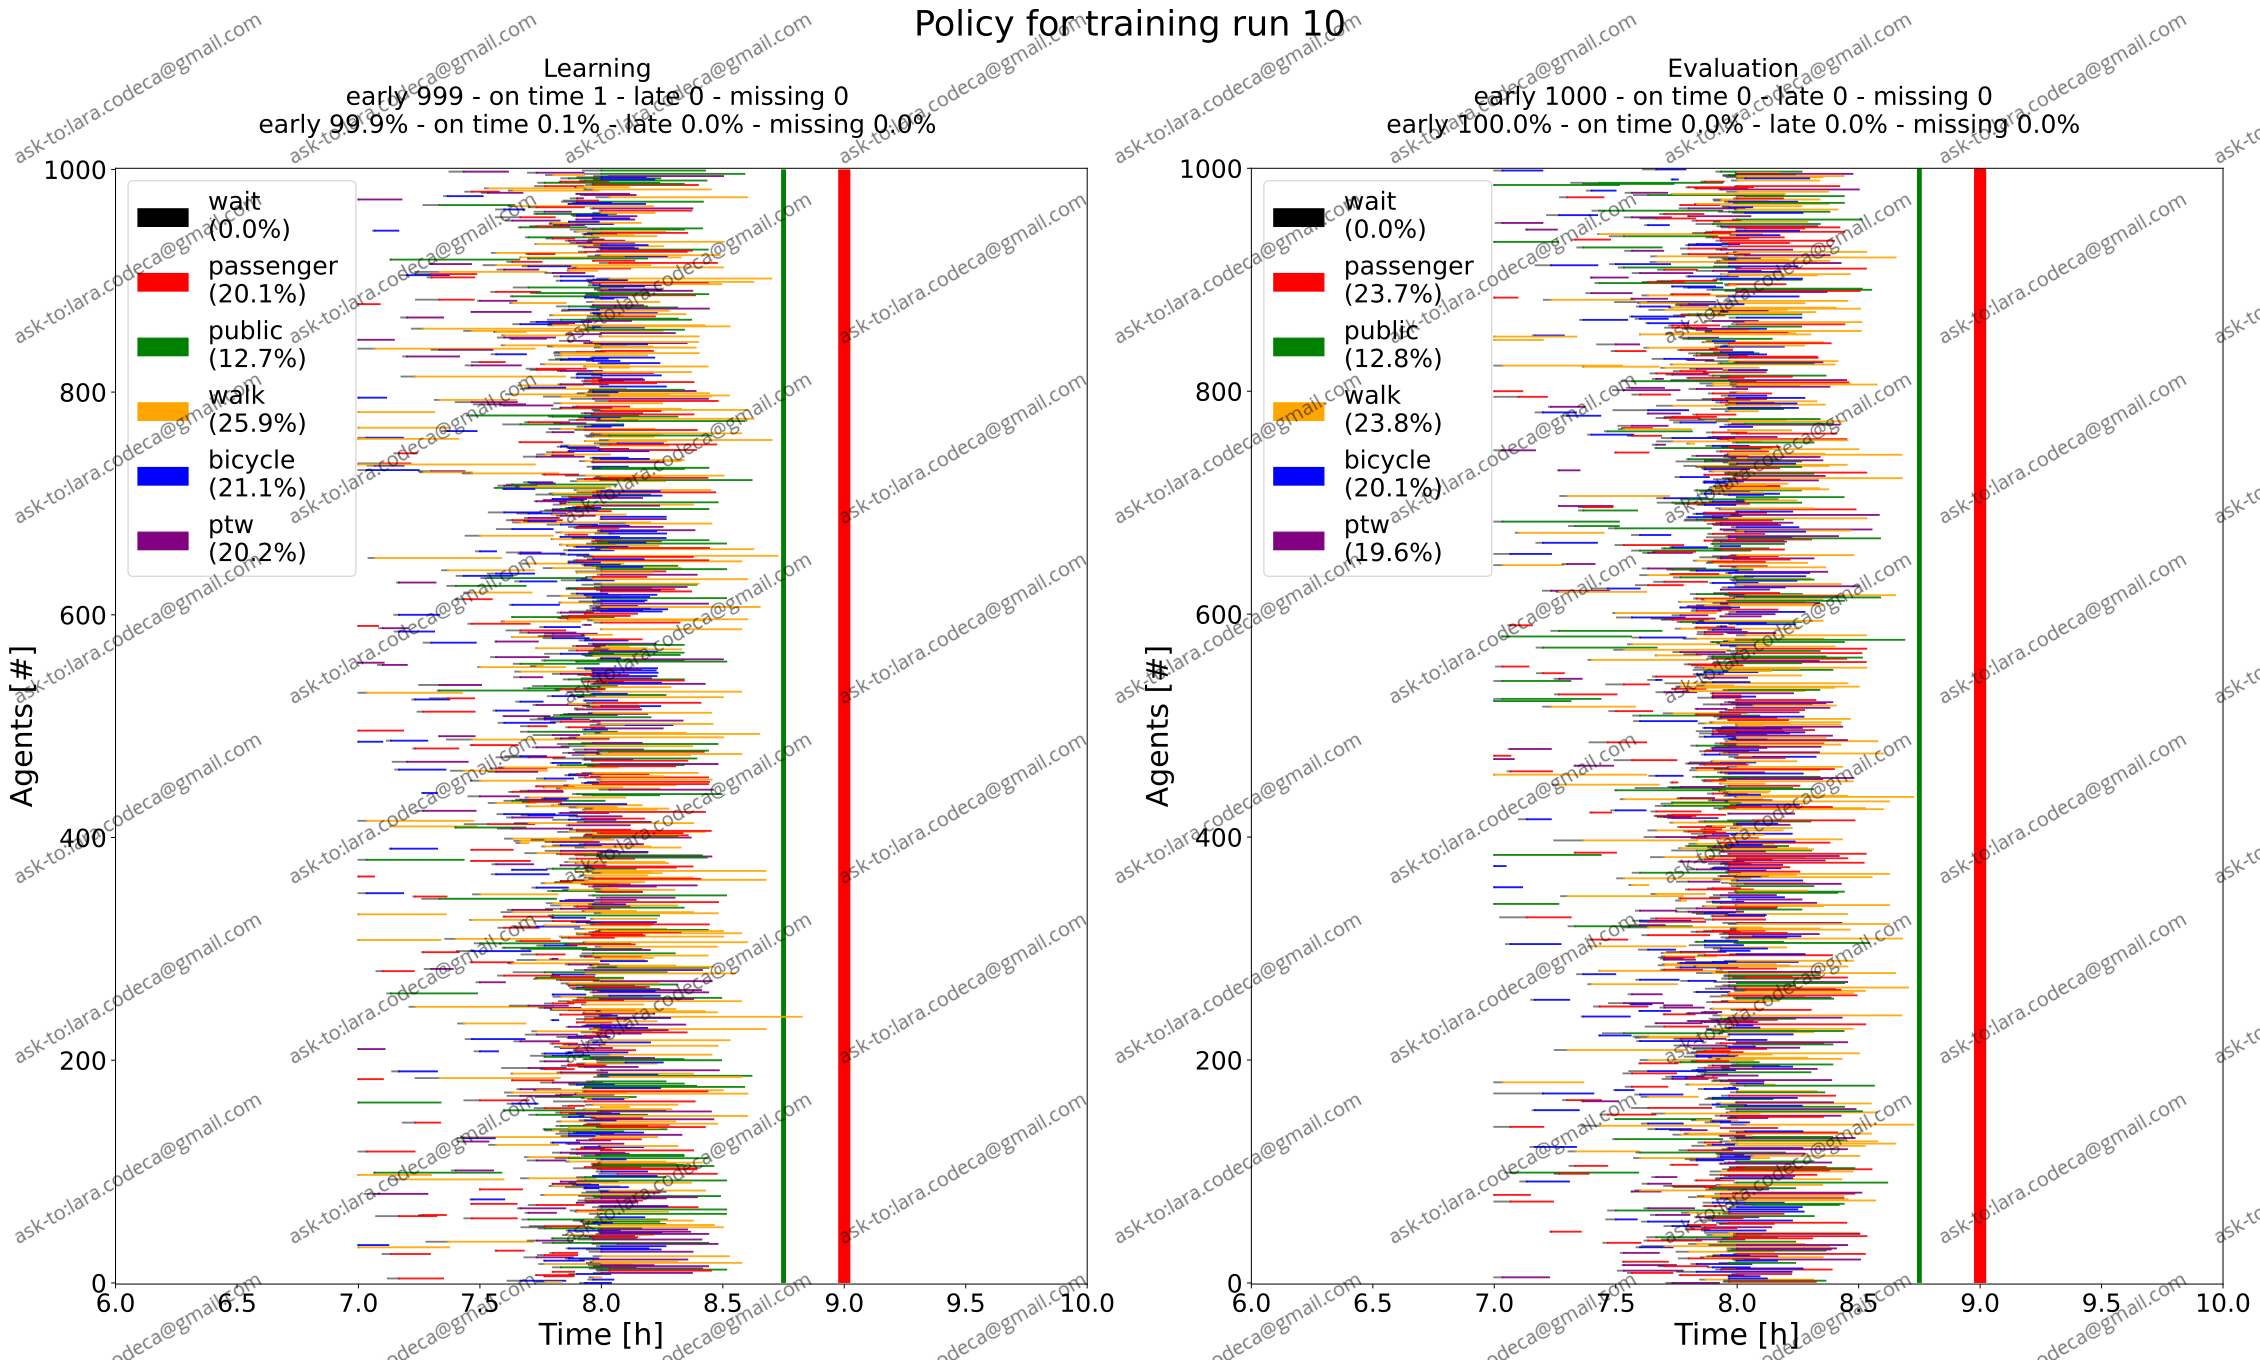 Policy for training run 10
Learning
early 999 - on time 1 - late 0 - missing 0
early 99.9% - on time 0.1% - late 0.0% - missing 0.0%
1000
800
600
400
200
0
Agents[#]
wait
(0.0%)
passenger
(20.1%)
public
(12.7%)
walk
(25.9%)
bicycle
(21.1%)
ptw
(20.2%)
6.0 6.5 7.0 7.5 8.0 8.5 9.0 9.5 10.0
Time [h]
Evaluation
early 1000 - on time 0 - late 0 - missing 0
early 100.0% - on time 0.0% - late 0.0% - missing 0.0%
1000
800
600
400
200
0
Agents [#]
wait
(0.0%)
passenger
(23.7%)
public
(12.8%)
walk
(23.8%)
bicycle
(20.1%)
ptw
(19.6%)
6.0 6.5 7.0 7.5 8.0 8.5 9.0 9.5 10.0
Time [h]
ask-to:lara.codeca@gmail.com